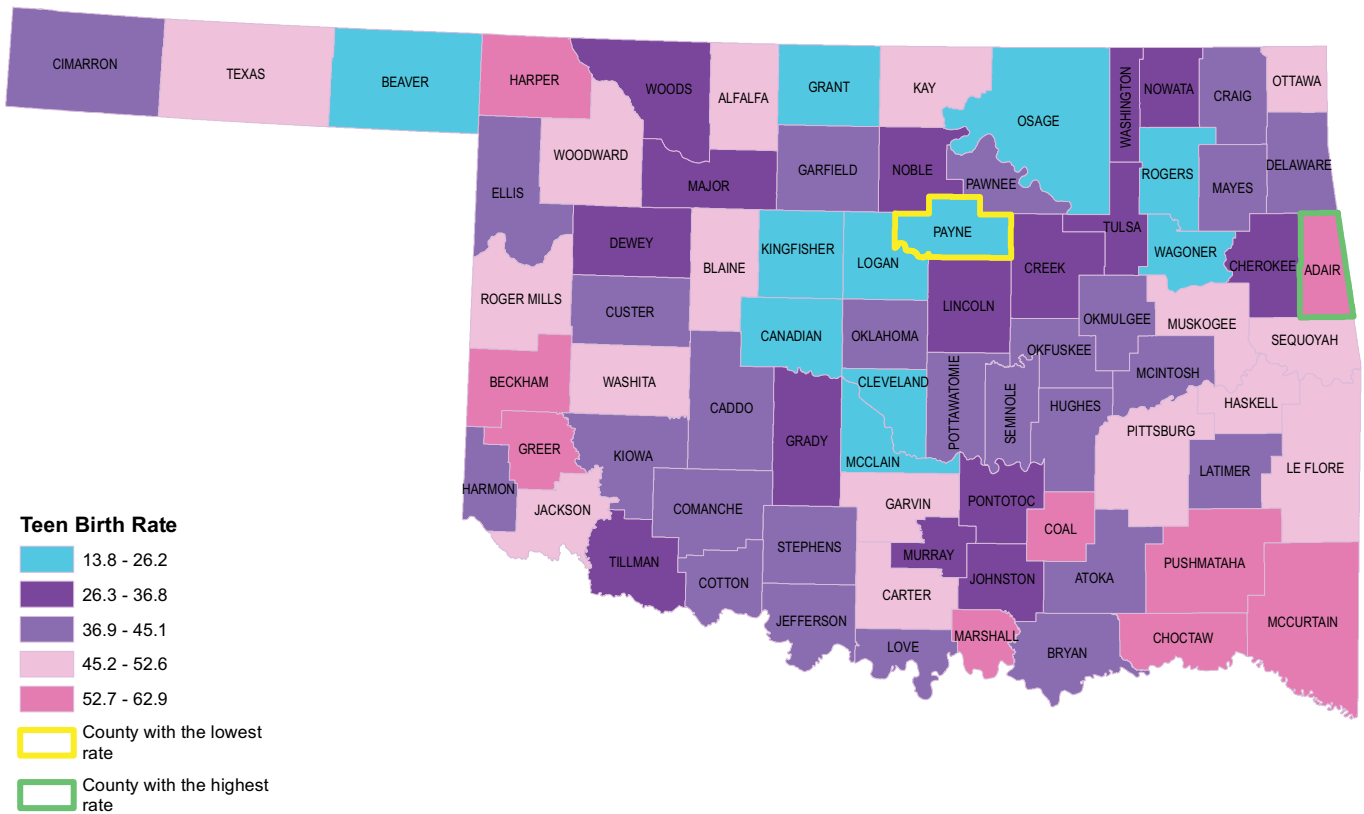 CIMARRON
TEXAS
BEAVER
HARPER
WOODS
ALFALFA
GRANT
KAY
OSAGE
WASHINGTON
NOWATA
CRAIG
OTTAWA
WOODWARD
ELLIS
MAJOR
GARFIELD
NOBLE
PAWNEE
ROGERS
MAYES
DELAWARE
DEWEY
BLAINE
KINGFISHER
LOGAN
PAYNE
CREEK
TULSA
WAGONER
CHEROKEE
ADAIR
ROGER MILLS
CUSTER
CANADIAN
OKLAHOMA
LINCOLN
OKMULGEE
MUSKOGEE
SEQUOYAH
BECKHAM
WASHITA
CADDO
GRADY
CLEVELAND
POTTAWATOMIE
SEMINOLE
OKFUSKEE
HUGHES
MCINTOSH
HASKELL
GREER
KIOWA
MCCLAIN
PITTSBURG
LATIMER
LE FLORE
HARMON
JACKSON
COMANCHE
GARVIN
PONTOTOC
COAL
TILLMAN
COTTON
STEPHENS
MURRAY
JOHNSTON
ATOKA
PUSHMATAHA
CARTER
JEFFERSON
LOVE
MARSHALL
BRYAN
CHOCTAW
MCCURTAIN
Teen Birth Rate
13.8 - 26.2
26.3 - 36.8
36.9 - 45.1
45.2 - 52.6
52.7 - 62.9
County with the lowest
rate
County with the highest
rate